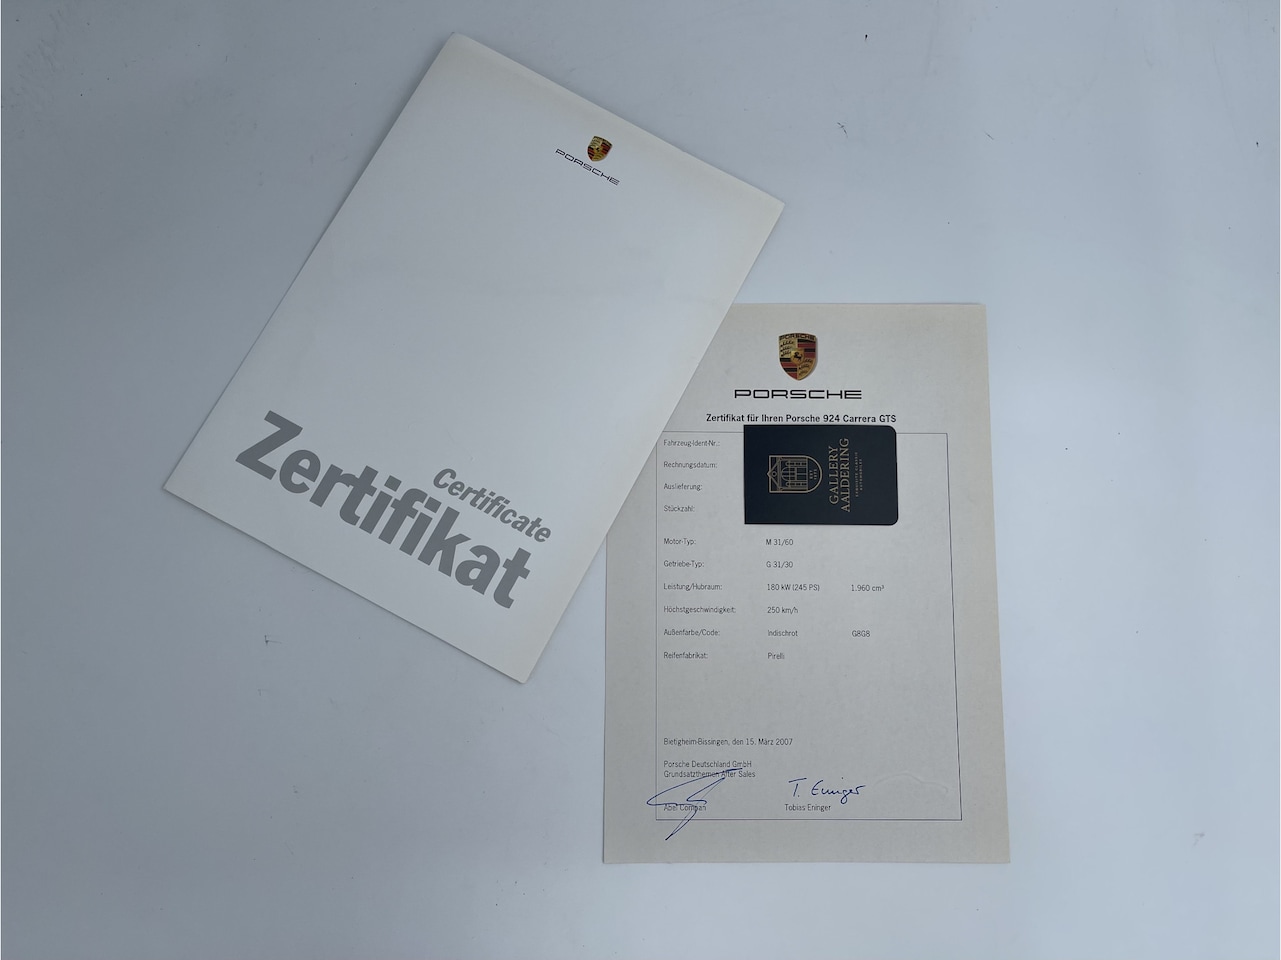 PORSCHE
Certificate
Zertifikat
PORSCHE
PORSCHE
Zertifikat für Ihren Porsche 924 Carrera GTS
Fahrzeug-Ident-Nr.:
Rechnungsdatum:
Auslieferung:
Stückzahl:
GALLERY
AALDERING
Motor-Typ: M 31/60
Getriebe-Typ: G 31/30
Leistung/Hubraum: 180 kW (245 PS) 1.960 cm³
Höchstgeschwindigkeit: 250 km/h
Außenfarbe/Code: Indischrot G8G8
Reifenfabrikat: Pirelli
Bietigheim-Bissingen, den 15. März 2007
Porsche Deutschland GmbH
Grundsatzthemen After Sales
T. Eninger
Abel Tobias Eninger